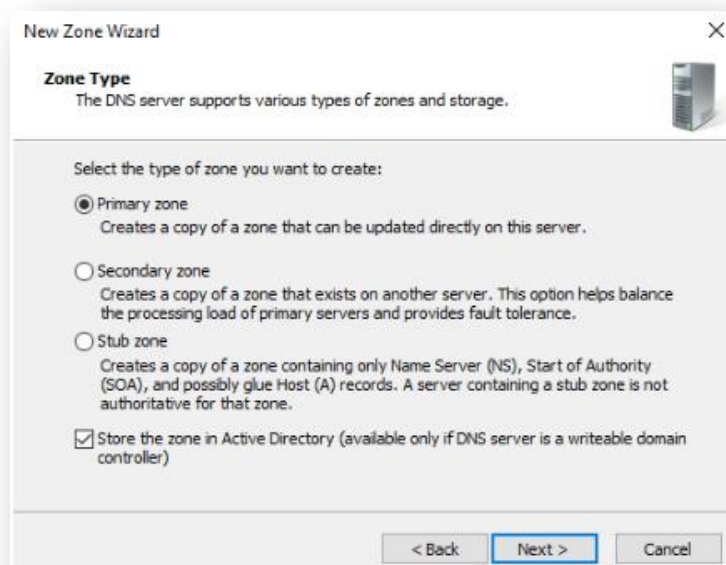 New Zone Wizard
Zone Type
The DNS server supports various types of zones and storage.
Select the type of zone you want to create:
Primary zone
Creates a copy of a zone that can be updated directly on this server.
Secondary zone
Creates a copy of a zone that exists on another server. This option helps balance
the processing load of primary servers and provides fault tolerance.
Stub zone
Creates a copy of a zone containing only Name Server (NS), Start of Authority
(SOA), and possibly glue Host (A) records. A server containing a stub zone is not
authoritative for that zone.
Store the zone in Active Directory (available only if DNS server is a writeable domain
controller)
< Back Next > Cancel